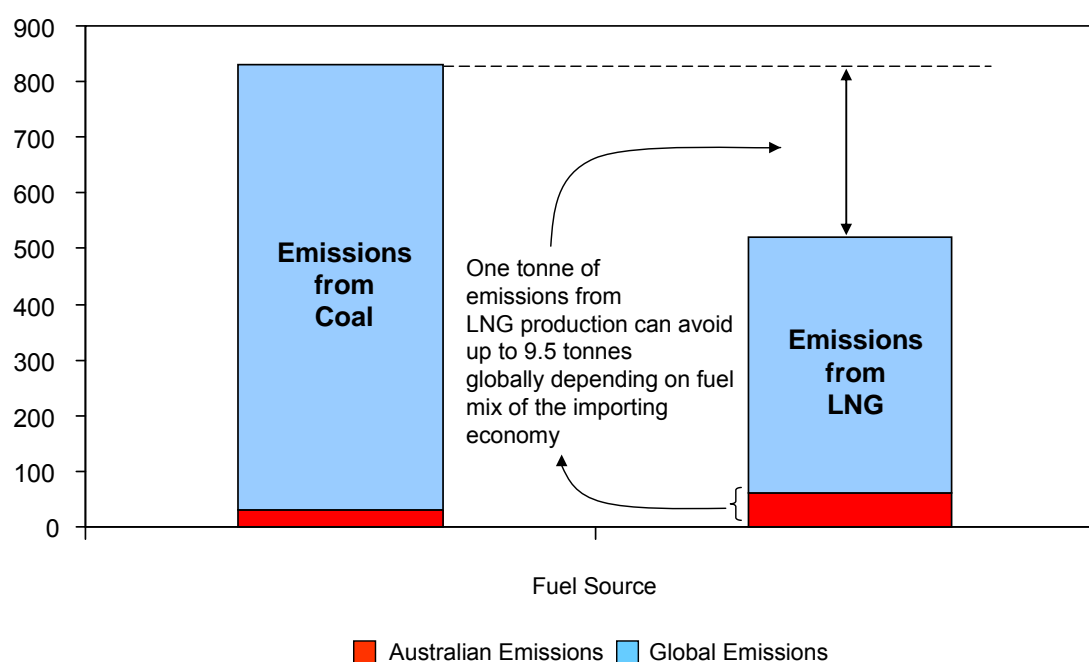 900
800
700
600
500
400
300
200
100
0
Emissions
from
Coal
One tonne of
emissions from
LNG production can avoid
up to 9.5 tonnes
globally depending on fuel
mix of the importing
economy
Emissions
from
LNG
Fuel Source
Australian Emissions Global Emissions